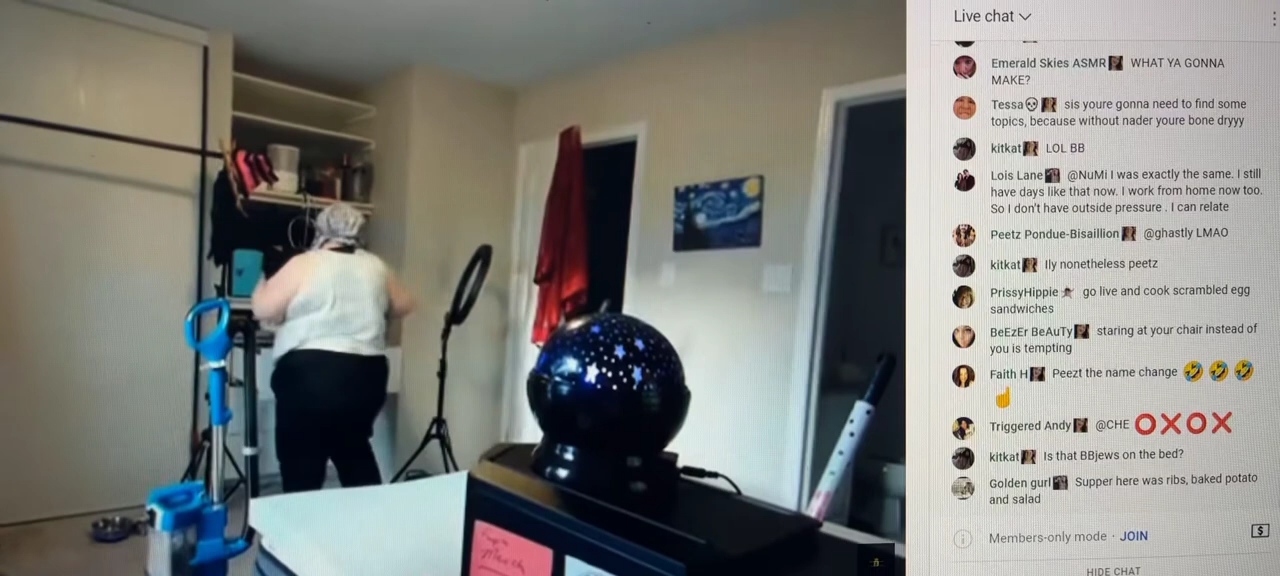 Live chat
Emerald Skies ASMR WHAT YA GONNA
MAKE?
Tessa💀 sis youre gonna need to find some
topics, because without nader youre bone dryyy
kitkat LOL BB
Lois Lane @NuMi I was exactly the same. I still
have days like that now. I work from home now too.
So I don't have outside pressure . I can relate
Peetz Pondue-Bisaillion @ghastly LMAO
kitkat Ily nonetheless peetz
PrissyHippie go live and cook scrambled egg
sandwiches
BeEzEr BeAuTy staring at your chair instead of
you is tempting
Faith H Peezt the name change 🤣🤣🤣
☝
Triggered Andy @CHE ⭕❌⭕❌
kitkat Is that BBjews on the bed?
Golden gurl Supper here was ribs, baked potato
and salad
Members-only mode · JOIN
HIDE CHAT